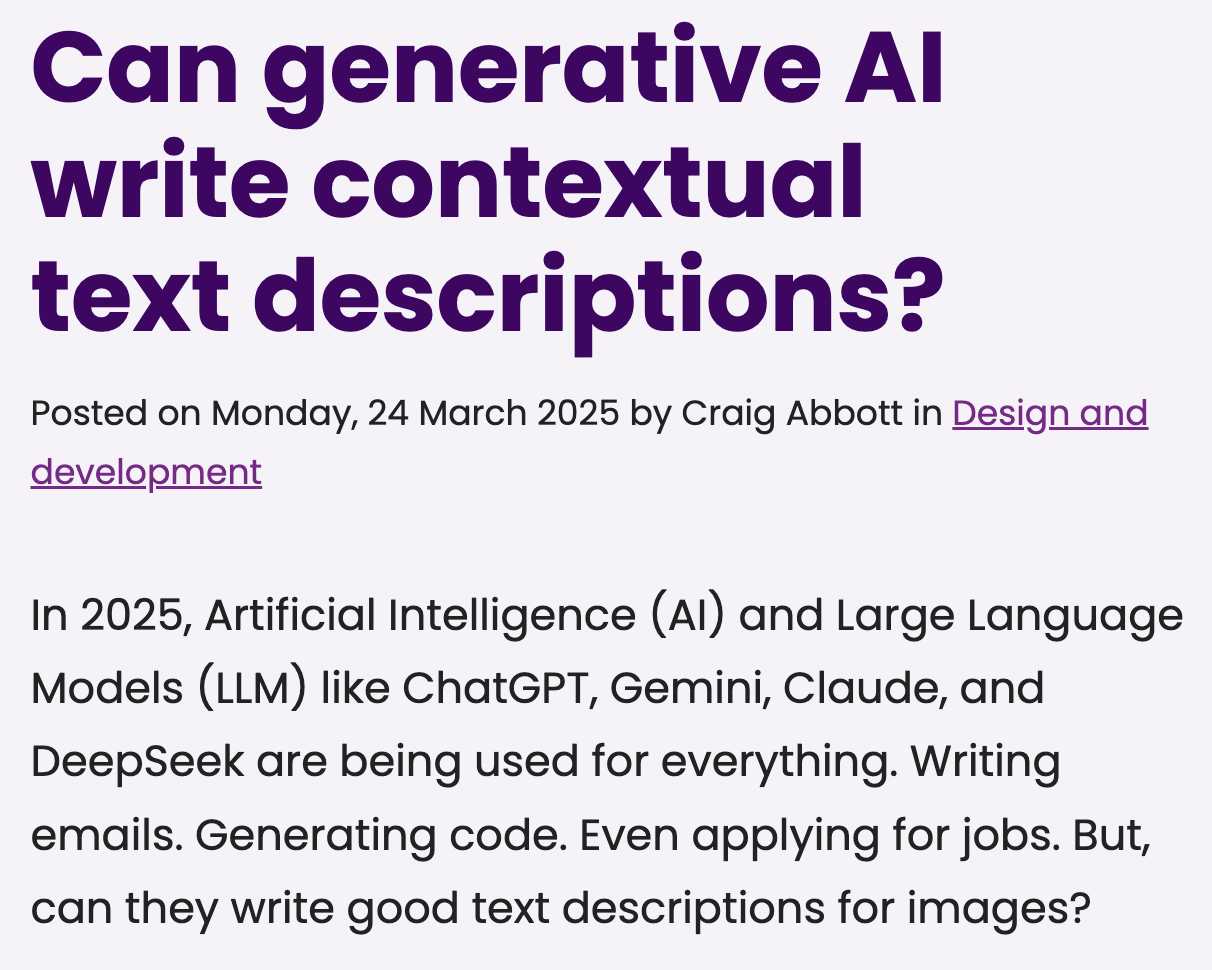 Can generative AI
write contextual
text descriptions?
Posted on Monday, 24 March 2025 by Craig Abbott in Design and
development
In 2025, Artificial Intelligence (AI) and Large Language
Models (LLM) like ChatGPT, Gemini, Claude, and
DeepSeek are being used for everything. Writing
emails. Generating code. Even applying for jobs. But,
can they write good text descriptions for images?